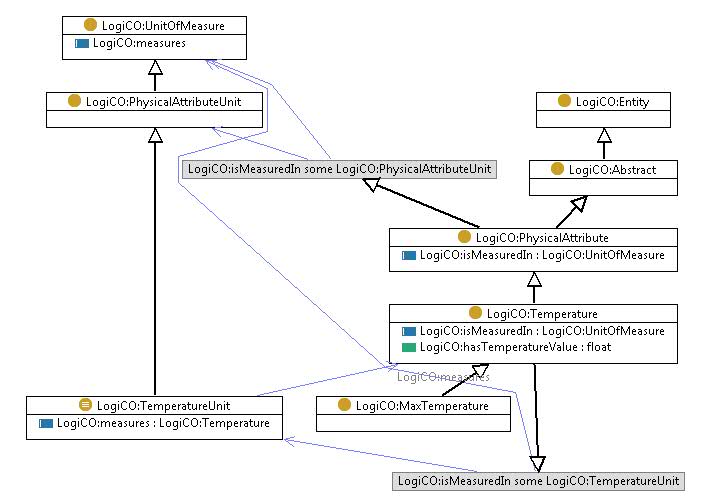 LogiCO:UnitOfMeasure
LogiCO:measures
LogiCO:PhysicalAttributeUnit
LogiCO:Entity
LogiCO:isMeasuredIn some LogiCO:PhysicalAttributeUnit
LogiCO:Abstract
LogiCO:PhysicalAttribute
LogiCO:isMeasuredIn : LogiCO:UnitOfMeasure
LogiCO:Temperature
LogiCO:isMeasuredIn : LogiCO:UnitOfMeasure
LogiCO:hasTemperatureValue : float
LogiCO:measures
LogiCO:TemperatureUnit
LogiCO:measures : LogiCO:Temperature
LogiCO:MaxTemperature
LogiCO:isMeasuredIn some LogiCO:TemperatureUnit